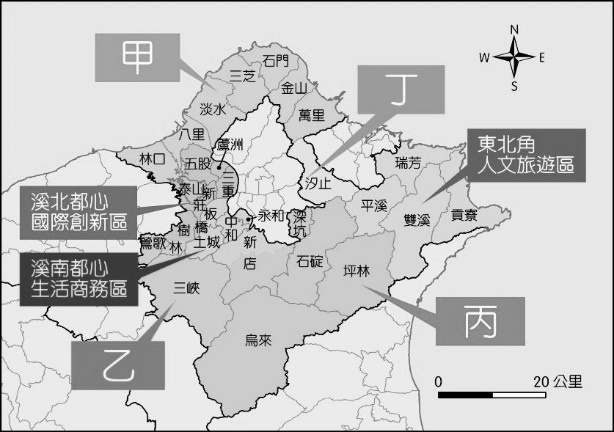 甲
石門
三芝
金山
淡水
萬里
丁
N
W E
S
八里
蘆洲
林口
五股
三重
泰山
新莊
汐止
瑞芳
東北角
人文旅遊區
溪北都心
國際創新區
板橋
永和
中和
深坑
平溪
雙溪
貢寮
鶯歌
樹林
土城
新店
石碇
坪林
溪南都心
生活商務區
三峽
烏來
乙
丙
0 20 公里